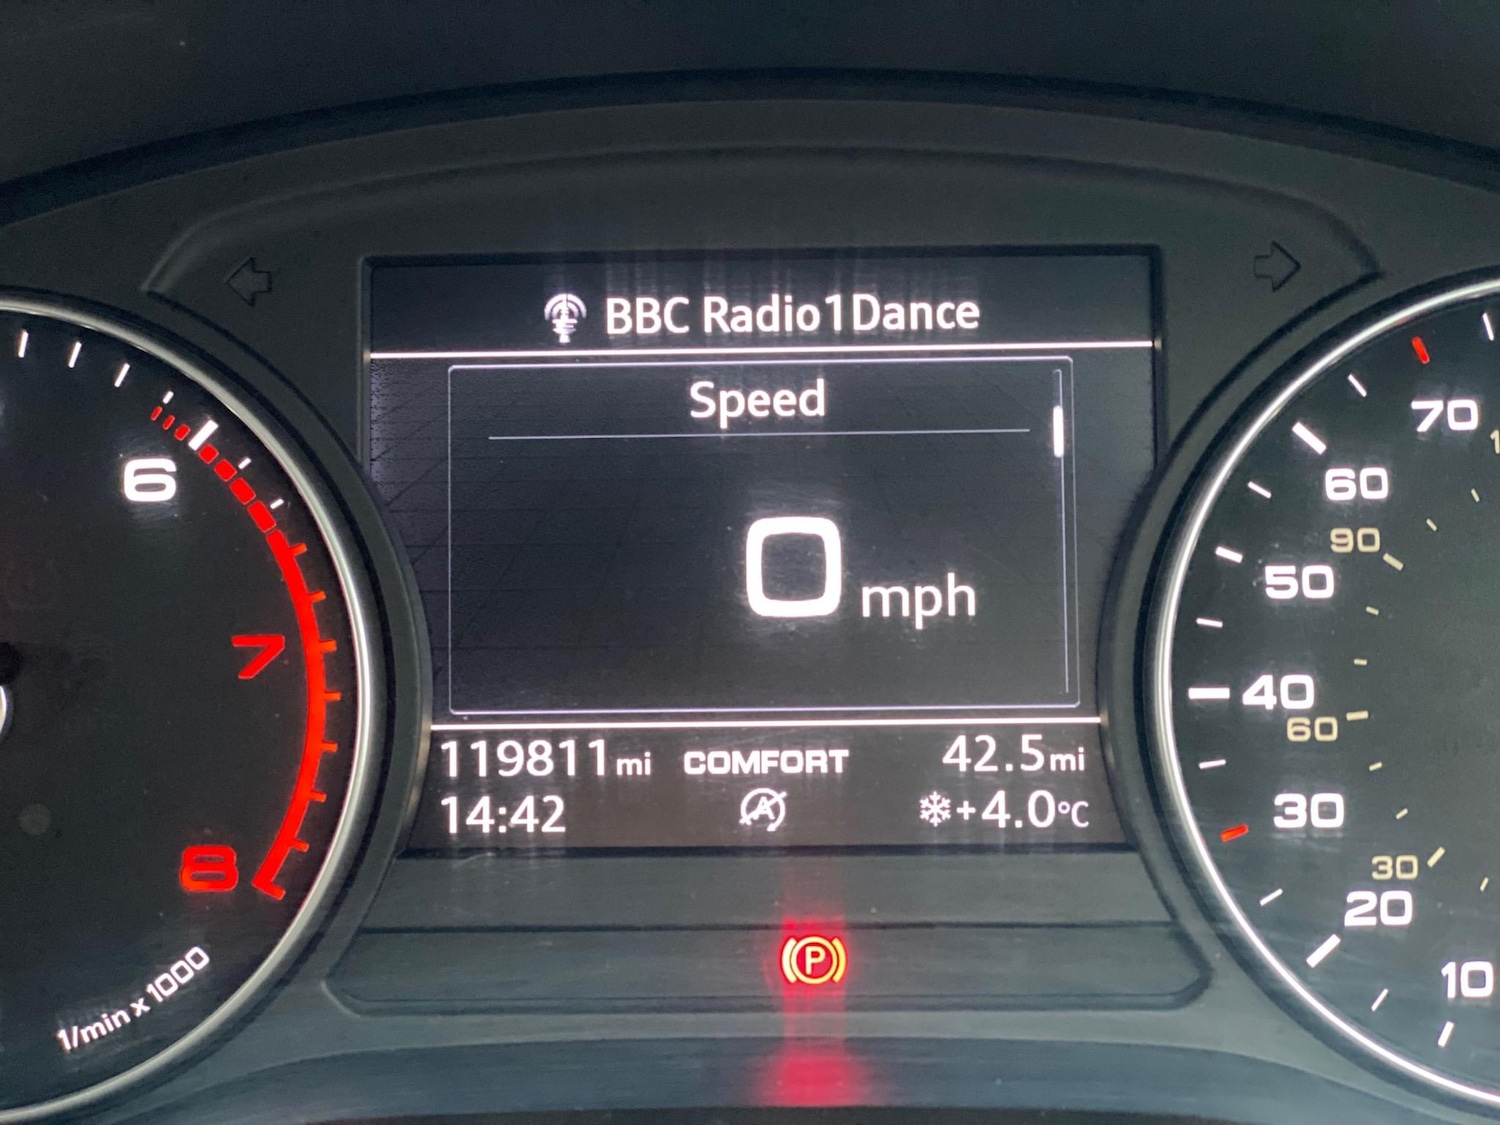 BBC Radio1Dance
Speed
0 mph
119811mi COMFORT 42.5mi
14:42 A +4.0°C
P
6
7
8
1/min x 1000
70
60
90
50
40
60
30
30
20
10